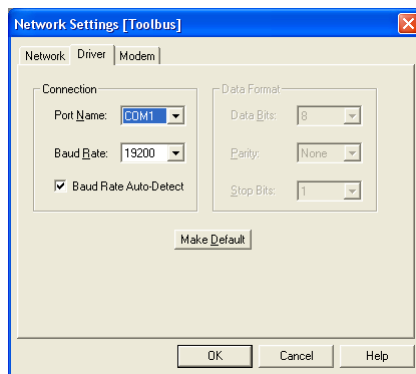 Network Settings [Toolbus]
Network Driver Modem
Connection
Port Name: COM1
Baud Rate: 19200
Baud Rate Auto-Detect
Data Format
Data Bits: 8
Parity: None
Stop Bits: 1
Make Default
OK Cancel Help